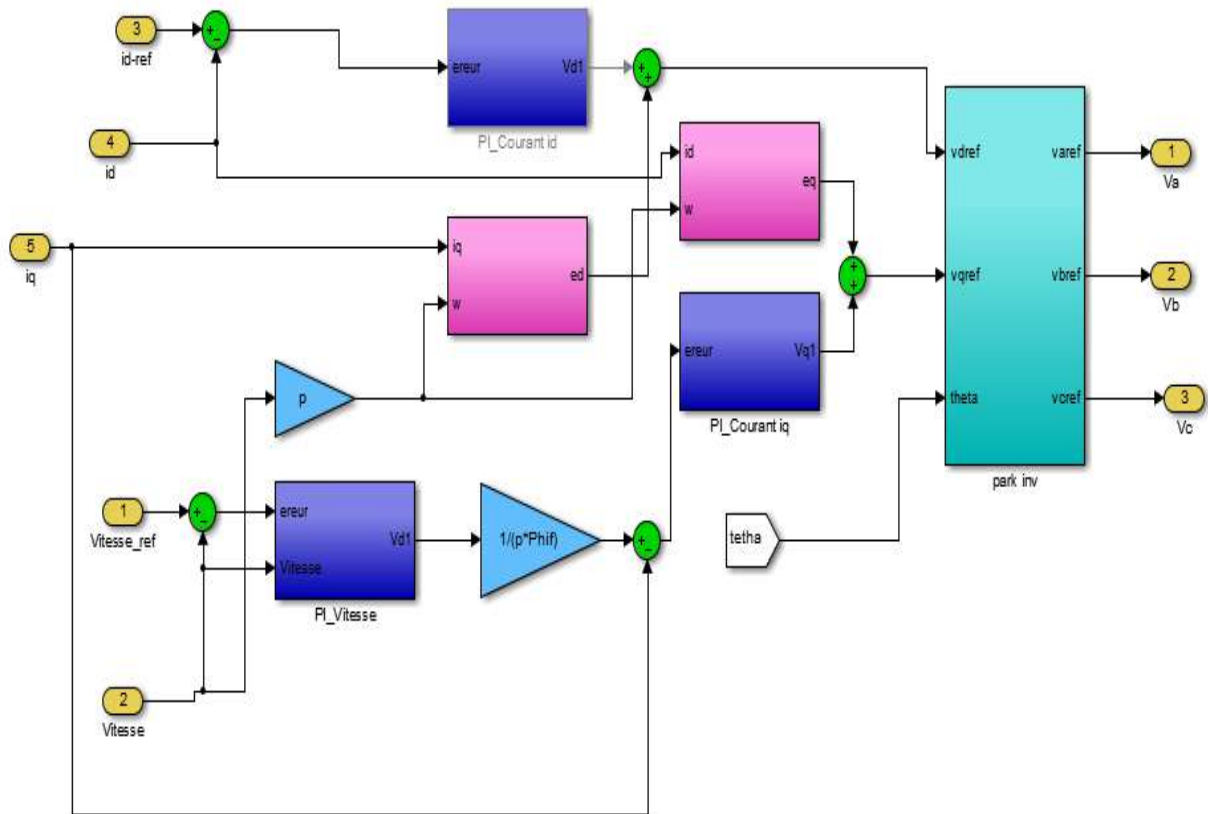 3
id-ref
+
-
ereur
Vd1
PI_Courant id
+
+
4
id
id
w
eq
5
iq
iq
w
ed
+
+
ereur
Vq1
PI_Courant iq
vdref
vqref
theta
varef
vbref
vcref
park inv
1
Va
2
Vb
3
Vc
p
1
Vitesse_ref
+
-
ereur
Vitesse
Vd1
PI_Vitesse
1/(p*Phif)
+
-
tetha
2
Vitesse